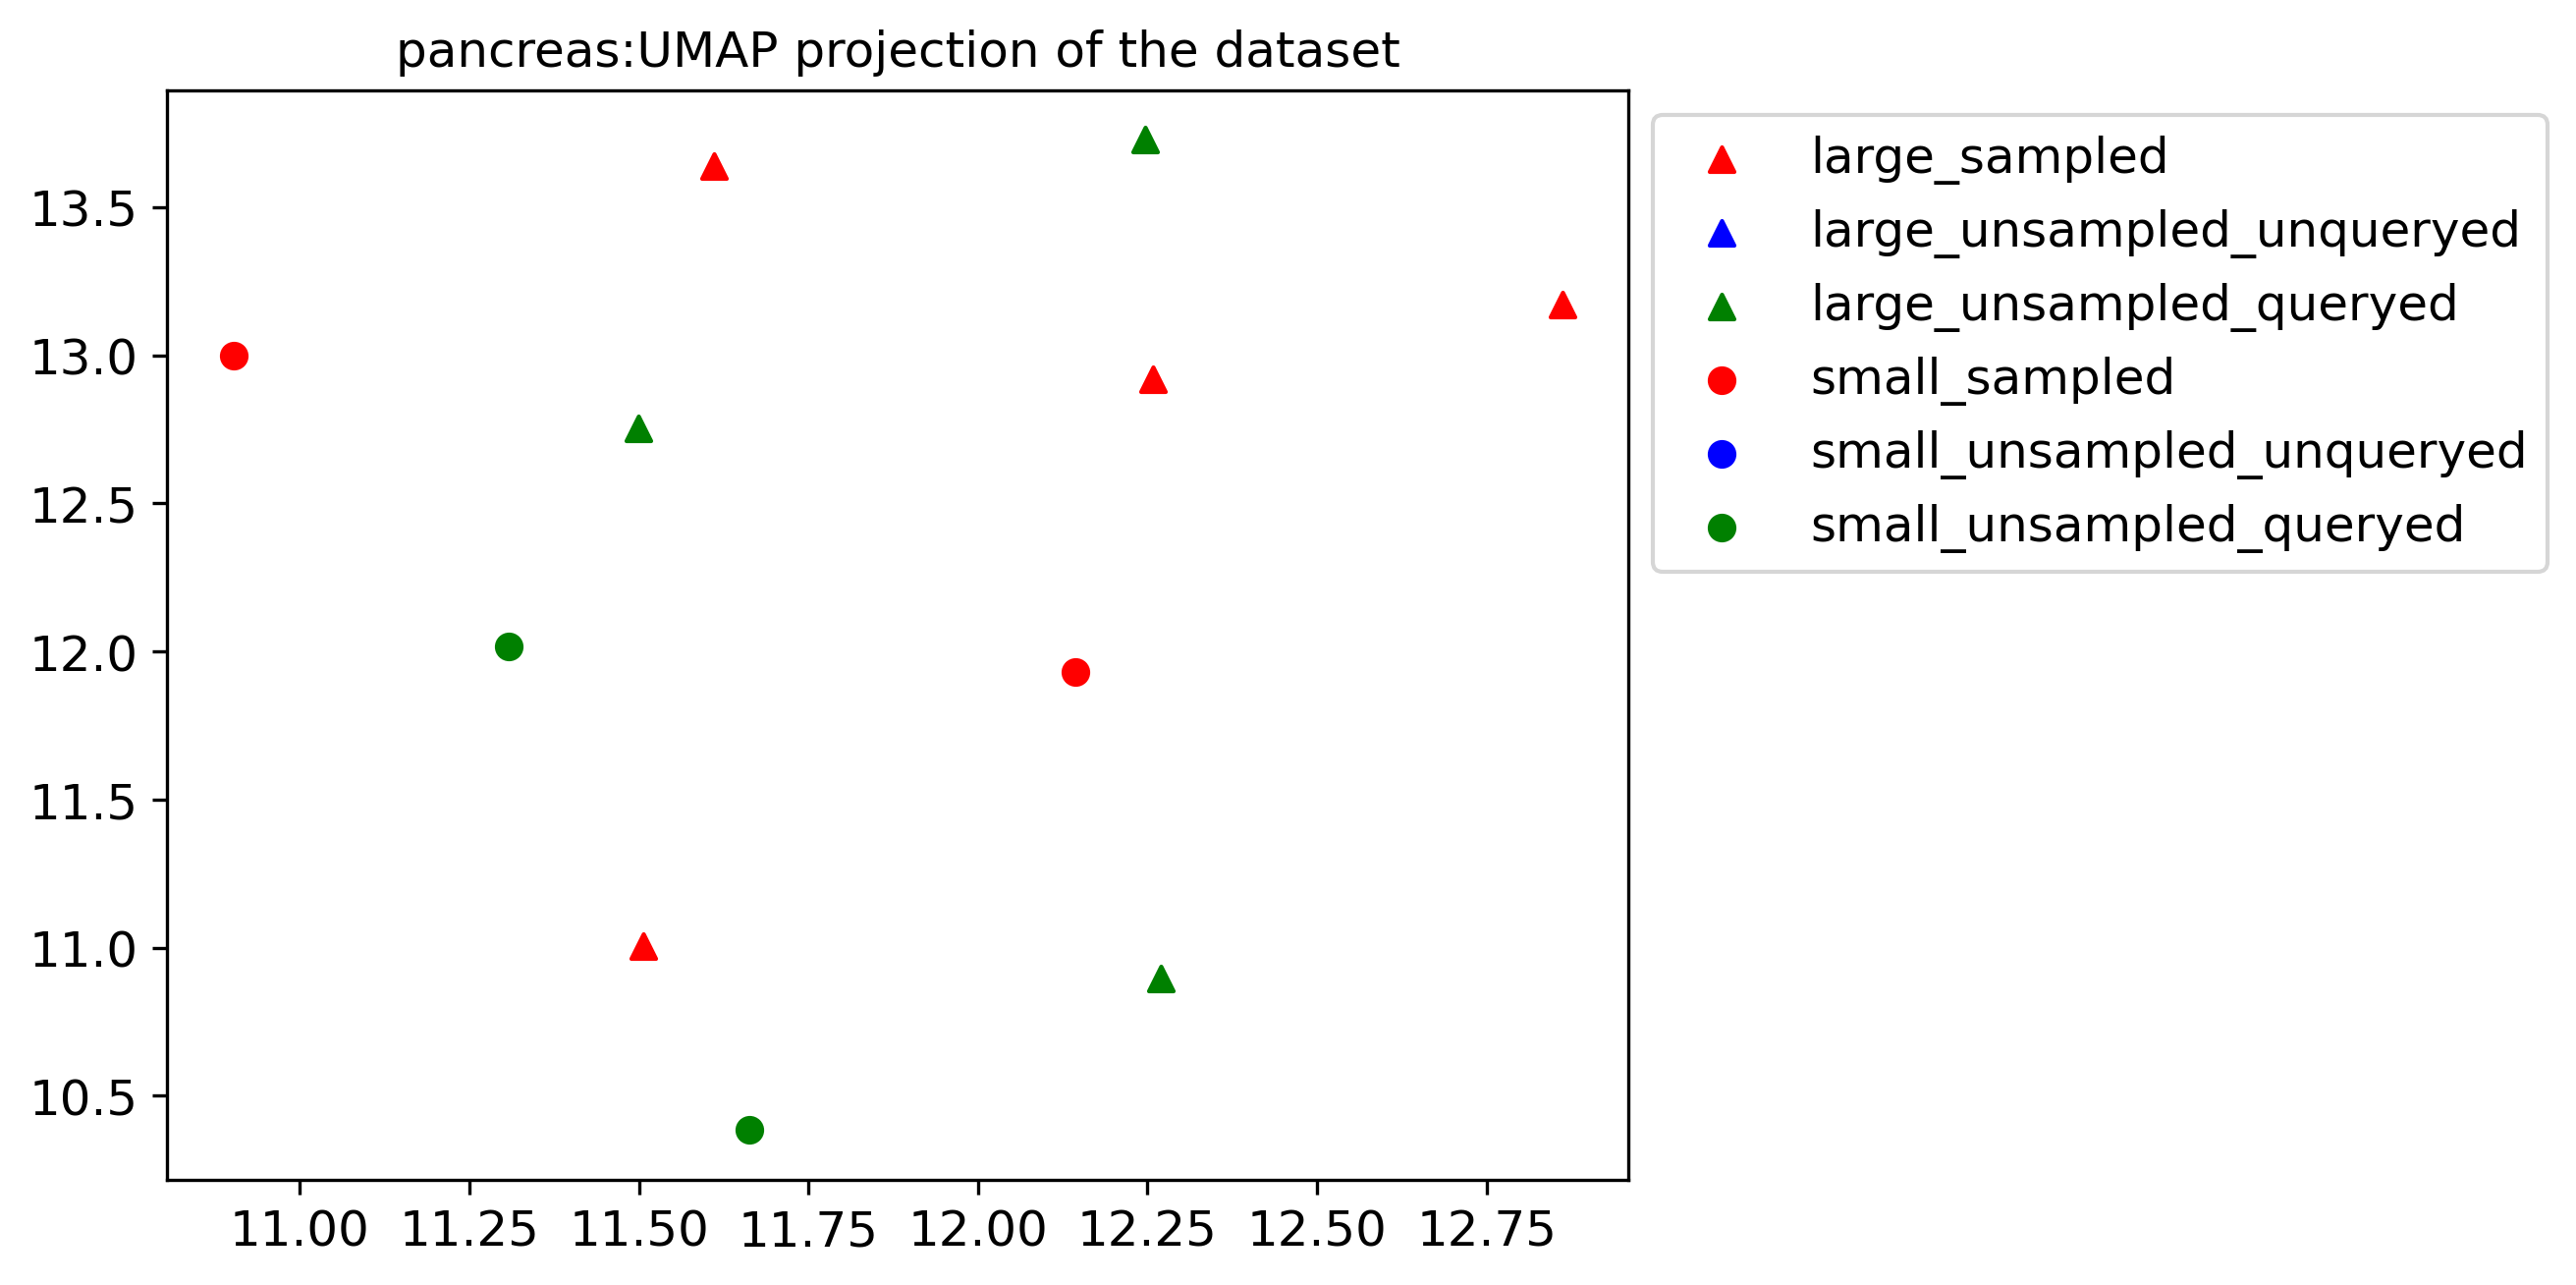 pancreas:UMAP projection of the dataset
13.5
13.0
12.5
12.0
11.5
11.0
10.5
11.00 11.25 11.50 11.75 12.00 12.25 12.50 12.75
large_sampled
large_unsampled_unqueryed
large_unsampled_queryed
small_sampled
small_unsampled_unqueryed
small_unsampled_queryed